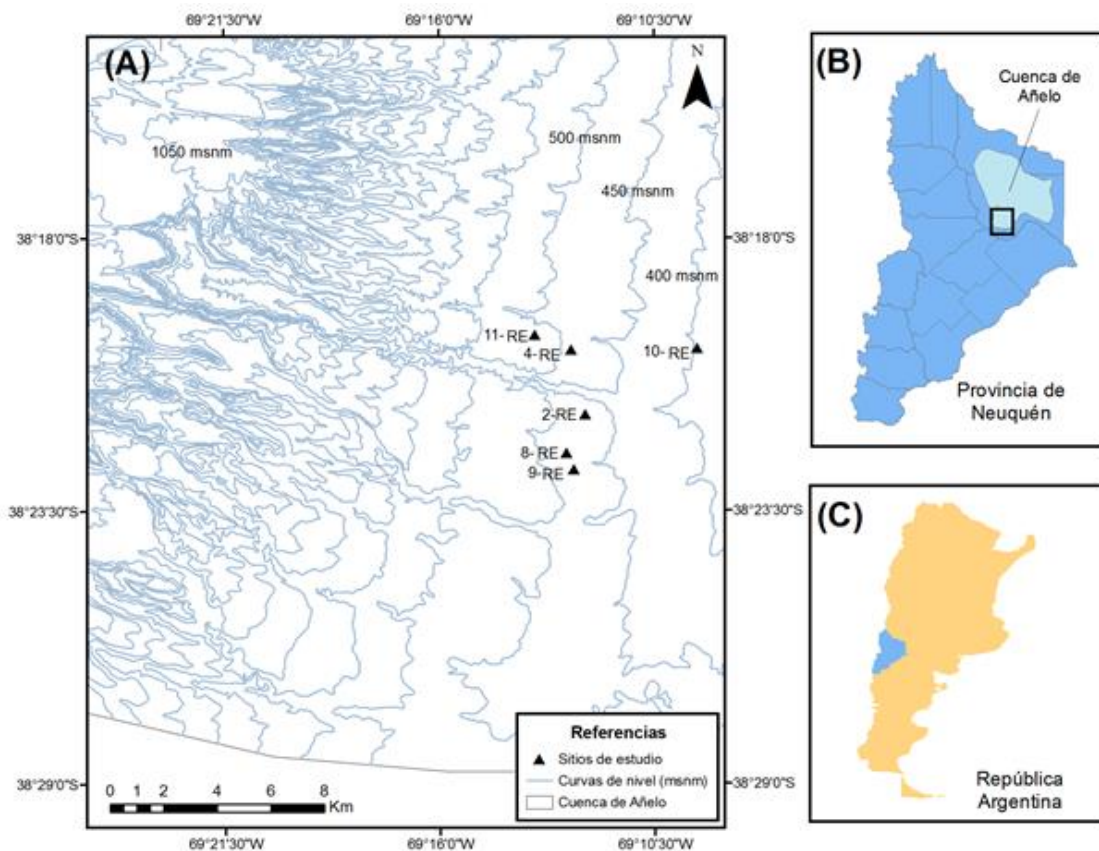 69°21'30"W
69°16'0"W
69°10'30"W
(A)
N
1050 msnm
500 msnm
450 msnm
400 msnm
38°18'0"S
38°18'0"S
11- RE
4-RE
10- RE
2-RE
8- RE
9-RE
38°23'30"S
38°23'30"S
38°29'0"S
38°29'0"S
0 1 2 4 6 8
Km
Referencias
Sitios de estudio
Curvas de nivel (msnm)
Cuenca de Añelo
69°21'30"W
69°16'0"W
69°10'30"W
(B)
Cuenca de
Añelo
Provincia de
Neuquén
(C)
República
Argentina